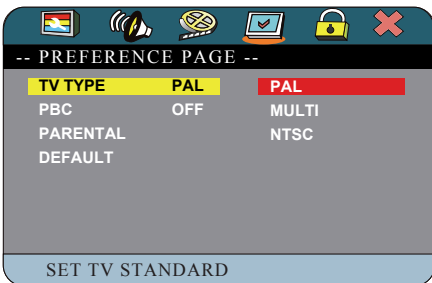 -- PREFERENCE PAGE --
TV TYPE PAL PAL
PBC OFF MULTI
PARENTAL NTSC
DEFAULT
SET TV STANDARD